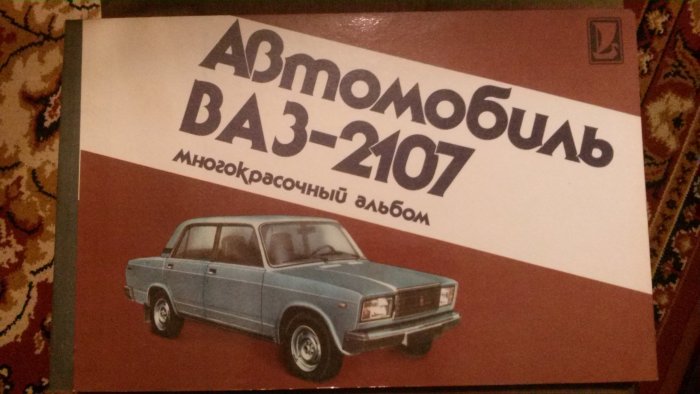 Автомобиль
ВАЗ-2107
многокрасочный альбом